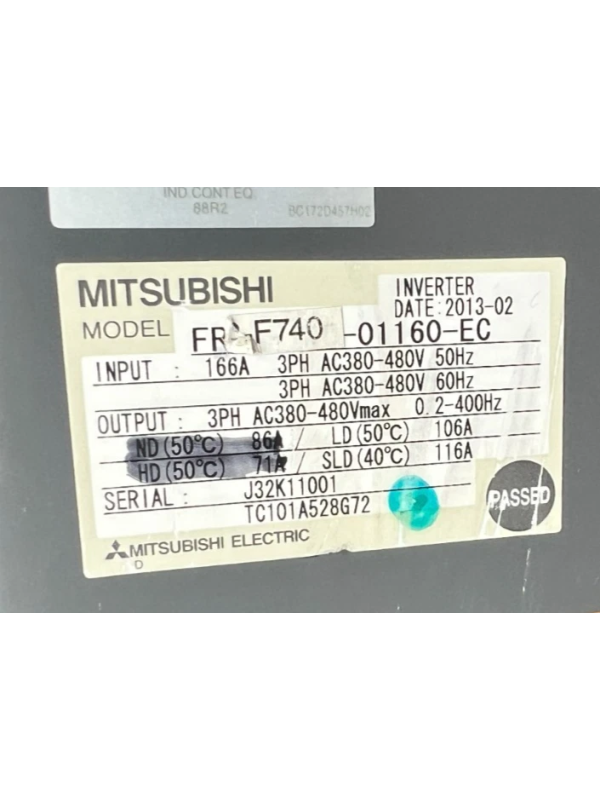 IND.CONT.EQ.
68R2 BC172D457H02
MITSUBISHI INVERTER
DATE:2013-02
MODEL FR F740 -01160-EC
INPUT : 166A 3PH AC380-480V 50Hz
3PH AC380-480V 60Hz
OUTPUT : 3PH AC380-480Vmax 0.2-400Hz
ND(50°C) 86A / LD(50°C) 106A
HD(50°C) 71A / SLD(40°C) 116A
SERIAL : J32K11001
TC101A528G72
PASSED
MITSUBISHI ELECTRIC
D